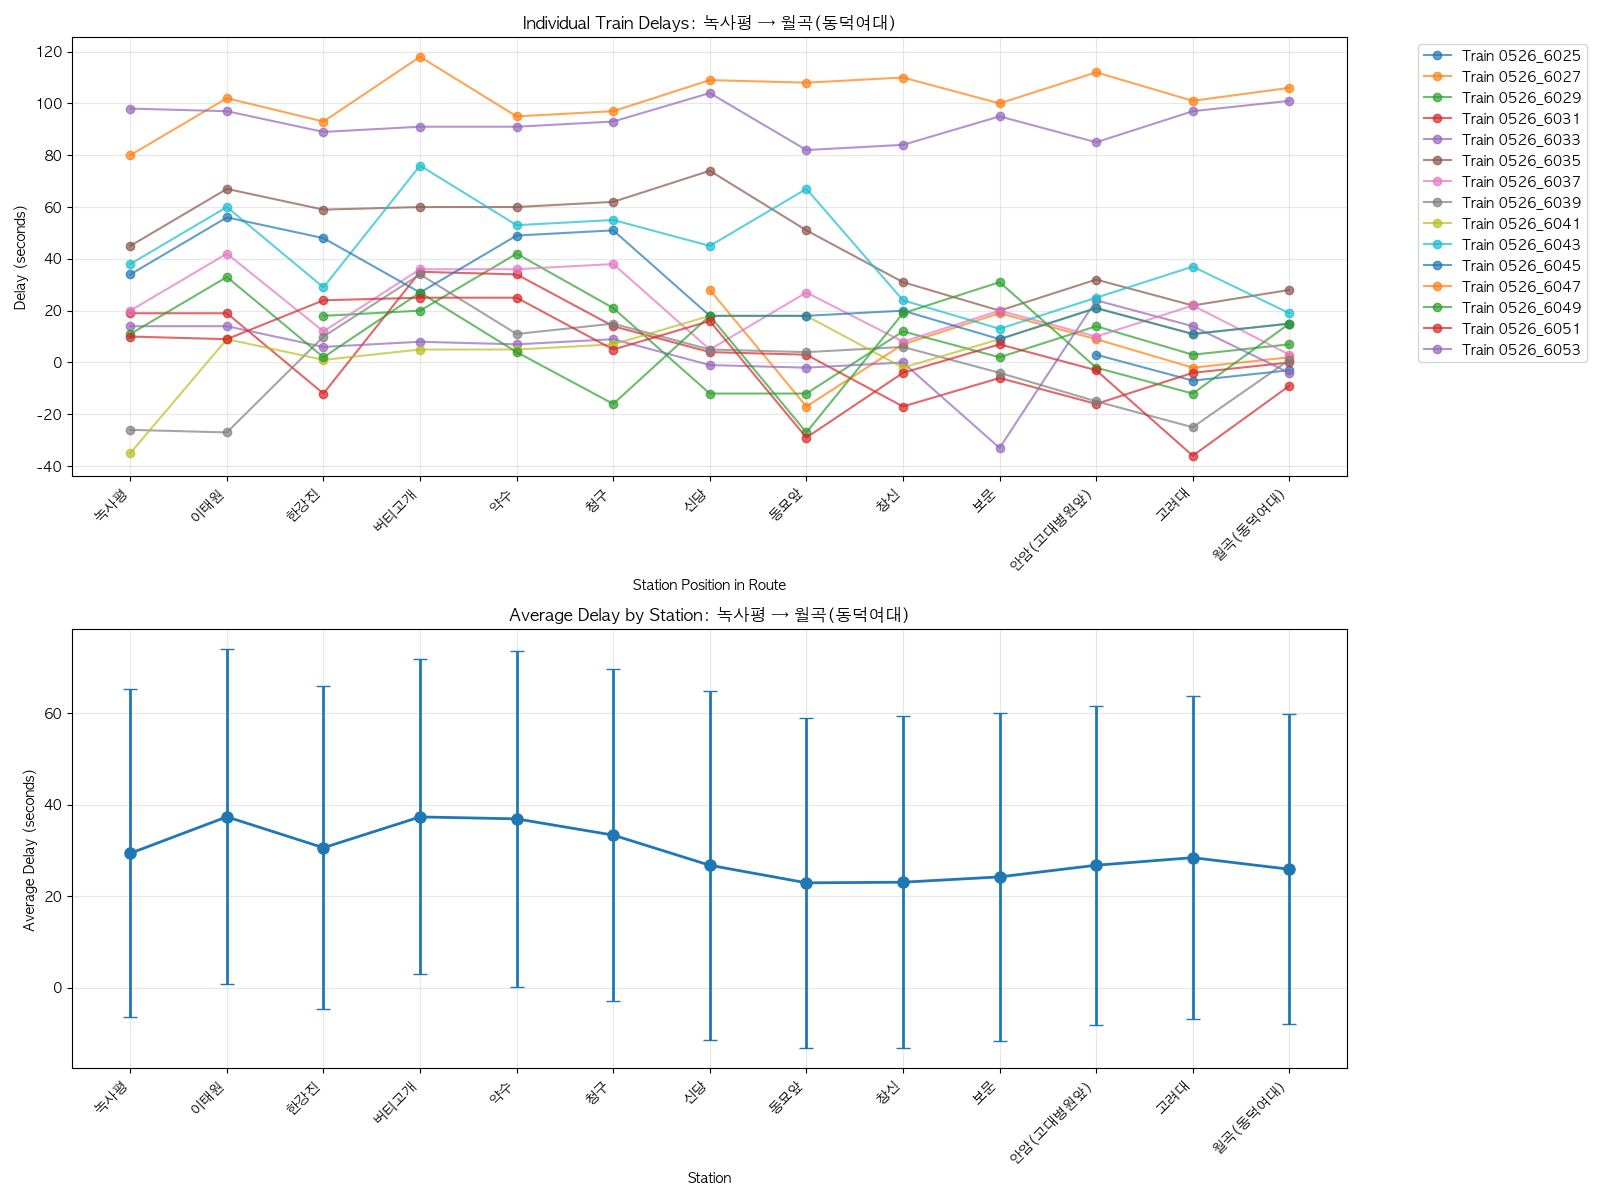 Individual Train Delays: 녹사평 → 월곡(동덕여대)
Delay (seconds)
120
100
80
60
40
20
0
-20
-40
녹사평
이태원
한강진
버티고개
약수
청구
신당
동묘앞
창신
보문
안암(고대병원앞)
고려대
월곡(동덕여대)
Station Position in Route
Train 0526_6025
Train 0526_6027
Train 0526_6029
Train 0526_6031
Train 0526_6033
Train 0526_6035
Train 0526_6037
Train 0526_6039
Train 0526_6041
Train 0526_6043
Train 0526_6045
Train 0526_6047
Train 0526_6049
Train 0526_6051
Train 0526_6053
Average Delay by Station: 녹사평 → 월곡(동덕여대)
Average Delay (seconds)
60
40
20
0
녹사평
이태원
한강진
버티고개
약수
청구
신당
동묘앞
창신
보문
안암(고대병원앞)
고려대
월곡(동덕여대)
Station